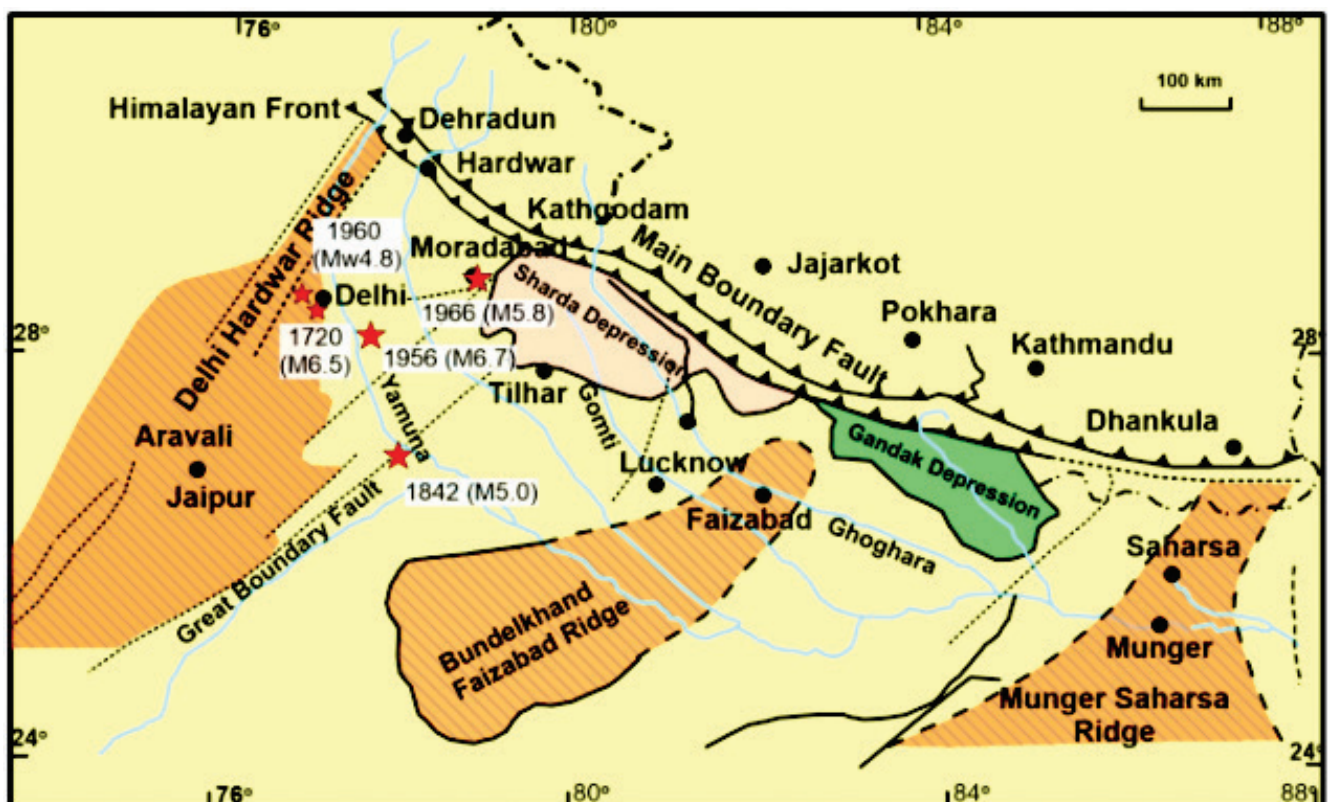 76°
80°
84°
88°
100 km
Himalayan Front
Dehradun
Hardwar
Kathgodam
Delhi Hardwar Ridge
1960
(Mw4.8)
Moradabad
Main Boundary Fault
Jajarkot
Sharda Depression
Delhi
1966 (M5.8)
Pokhara
28°
28°
1720
(M6.5)
1956 (M6.7)
Kathmandu
Tilhar
Yamuna
Gomti
Dhankula
Aravali
Gandak Depression
Jaipur
Lucknow
1842 (M5.0)
Faizabad
Ghoghara
Great Boundary Fault
Saharsa
Bundelkhand
Faizabad Ridge
Munger
Munger Saharsa
Ridge
24°
24°
76°
80°
84°
88°